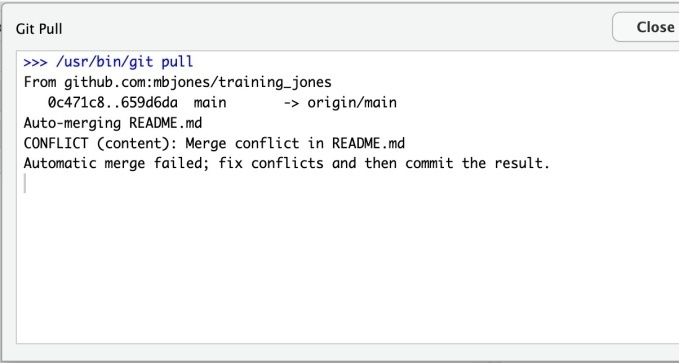 Git Pull
Close
>>> /usr/bin/git pull
From github.com:mbjones/training_jones
   0c471c8..659d6da  main       -> origin/main
Auto-merging README.md
CONFLICT (content): Merge conflict in README.md
Automatic merge failed; fix conflicts and then commit the result.